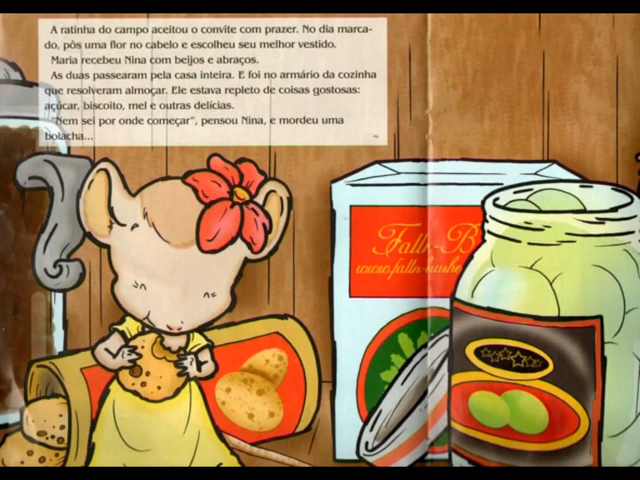 A ratinha do campo aceitou o convite com prazer. No dia marca-
do, pôs uma flor no cabelo e escolheu seu melhor vestido.
Maria recebeu Nina com beijos e abraços.
As duas passearam pela casa inteira. E foi no armário da cozinha
que resolveram almoçar. Ele estava repleto de coisas gostosas:
açúcar, biscoito, mel e outras delícias.
"Nem sei por onde começar", pensou Nina, e mordeu uma
bolacha...